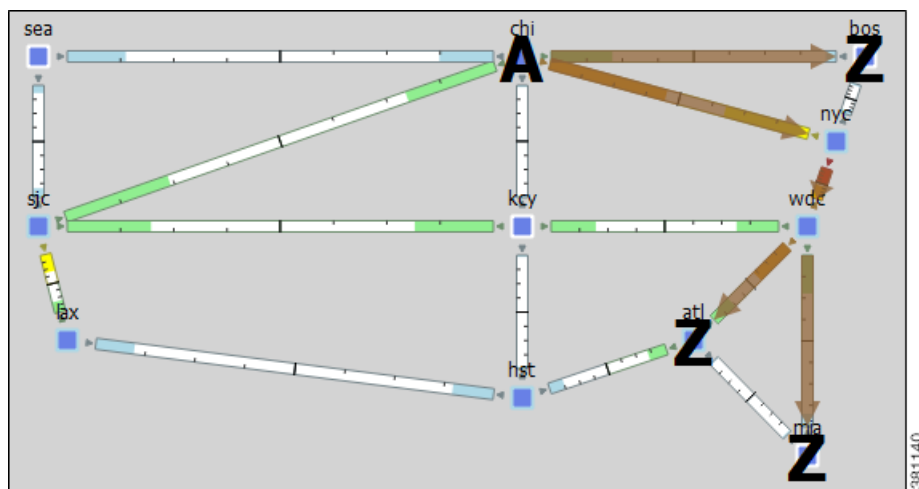 sea
chi
bos
A
Z
nyc
sjc
kcy
wdc
lax
atl
Z
hst
mia
Z
381140